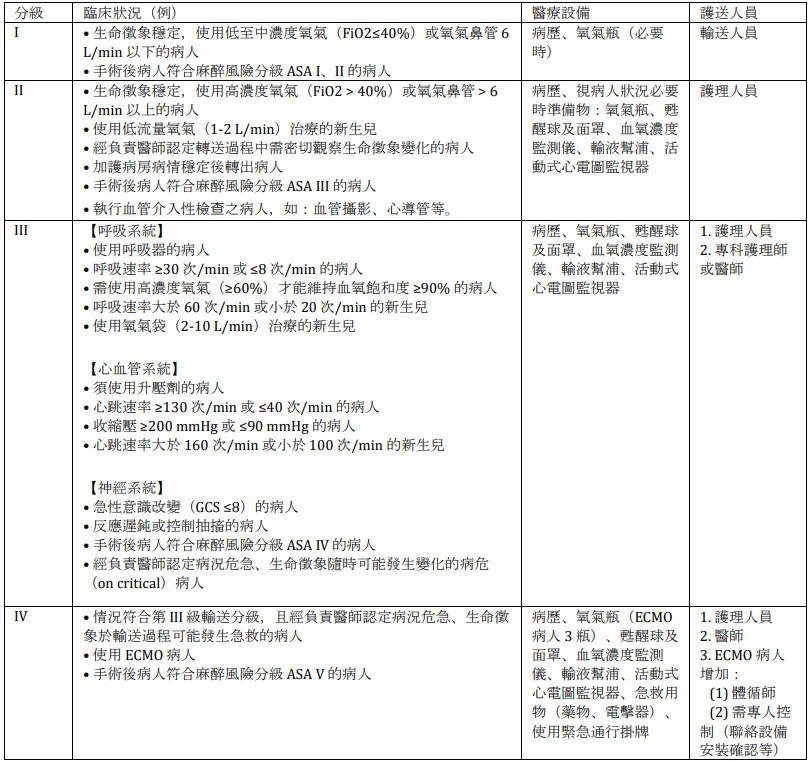 分級
臨床狀況（例）
醫療設備
護送人員
I
• 生命徵象穩定，使用低至中濃度氧氣（FiO2≤40%）或氧氣鼻管 6
L/min 以下的病人
• 手術後病人符合麻醉風險分級 ASA I、II 的病人
病歷、氧氣瓶（必要
時）
輸送人員
II
• 生命徵象穩定，使用高濃度氧氣（FiO2 > 40%）或氧氣鼻管 > 6
L/min 以上的病人
• 使用低流量氧氣（1-2 L/min）治療的新生兒
• 經負責醫師認定轉送過程中需密切觀察生命徵象變化的病人
• 加護病房病情穩定後轉出病人
• 手術後病人符合麻醉風險分級 ASA III 的病人
• 執行血管介入性檢查之病人，如：血管攝影、心導管等。
病歷、視病人狀況必要
時準備物：氧氣瓶、甦
醒球及面罩、血氧濃度
監測儀、輸液幫浦、活
動式心電圖監視器
護理人員
III
【呼吸系統】
• 使用呼吸器的病人
• 呼吸速率 ≥30 次/min 或 ≤8 次/min 的病人
• 需使用高濃度氧氣（≥60%）才能維持血氧飽和度 ≥90% 的病人
• 呼吸速率大於 60 次/min 或小於 20 次/min 的新生兒
• 使用氧氣袋（2-10 L/min）治療的新生兒
【心血管系統】
• 須使用升壓劑的病人
• 心跳速率 ≥130 次/min 或 ≤40 次/min 的病人
• 收縮壓 ≥200 mmHg 或 ≤90 mmHg 的病人
• 心跳速率大於 160 次/min 或小於 100 次/min 的新生兒
【神經系統】
• 急性意識改變（GCS ≤8）的病人
• 反應遲鈍或控制抽搐的病人
• 手術後病人符合麻醉風險分級 ASA IV 的病人
• 經負責醫師認定病況危急、生命徵象隨時可能發生變化的病危
（on critical）病人
病歷、氧氣瓶、甦醒球
及面罩、血氧濃度監測
儀、輸液幫浦、活動式
心電圖監視器
1. 護理人員
2. 專科護理師
或醫師
IV
• 情況符合第 III 級輸送分級，且經負責醫師認定病況危急、生命徵
象於輸送過程可能發生急救的病人
• 使用 ECMO 病人
• 手術後病人符合麻醉風險分級 ASA V 的病人
病歷、氧氣瓶（ECMO
病人 3 瓶）、甦醒球及
面罩、血氧濃度監測
儀、輸液幫浦、活動式
心電圖監視器、急救用
物（藥物、電擊器）、
使用緊急通行掛牌
1. 護理人員
2. 醫師
3. ECMO 病人
增加：
(1) 體循師
(2) 需專人控
制（聯絡設備
安裝確認等）